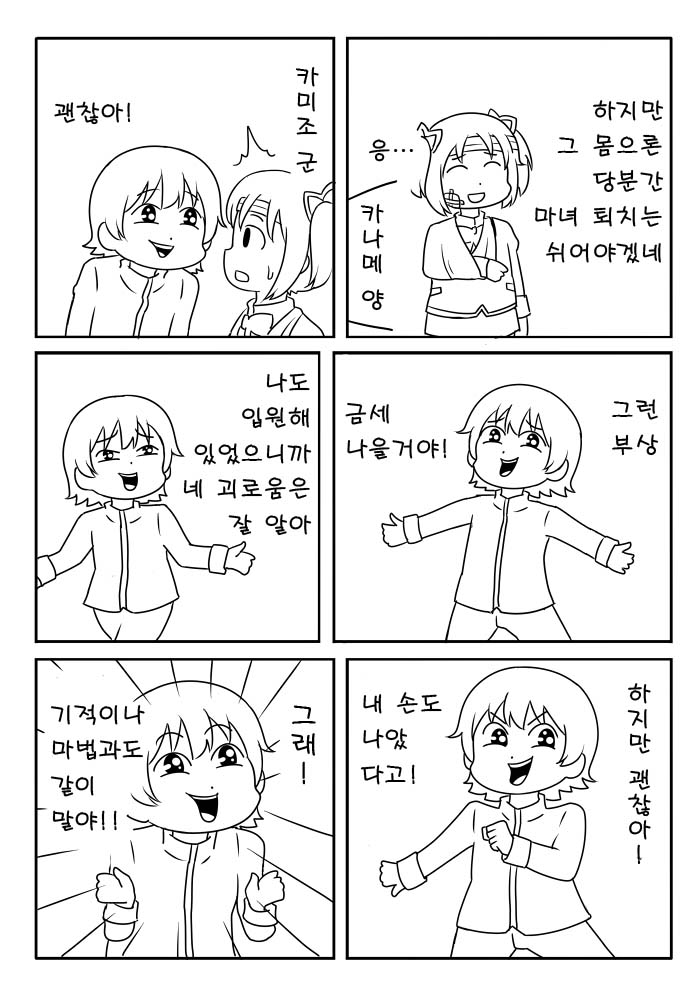 하지만
그 몸으론
당분간
마녀 퇴치는
쉬어야겠네
응…
카나메 양
카미조 군
괜찮아!
그런
부상
금세
나을거야!
나도
입원해
있었으니까
네 괴로움은
잘 알아
하지만 괜찮아!
내 손도
나았
다고!
그래!
기적이나
마법과도
같이
말야!!